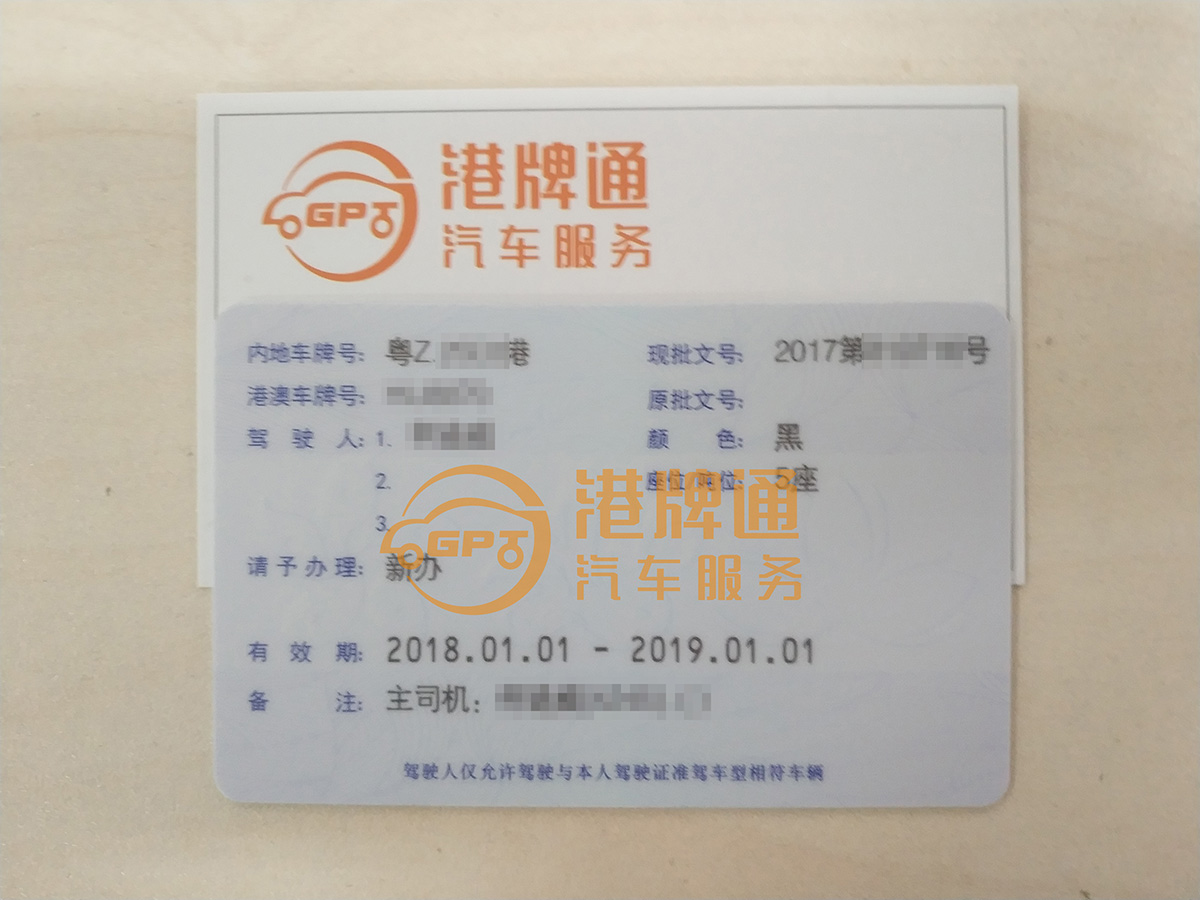 港牌通
GPT
汽车服务
内地车牌号: 粤Z 港
现批文号: 2017第 号
港澳车牌号:
原批文号:
驾驶人: 1.
颜色: 黑
2.
座位/吨位: 5座
3.
港牌通
GPT
汽车服务
请予办理: 新办
有效期: 2018.01.01 - 2019.01.01
备注: 主司机:
驾驶人仅允许驾驶与本人驾驶证准驾车型相符车辆